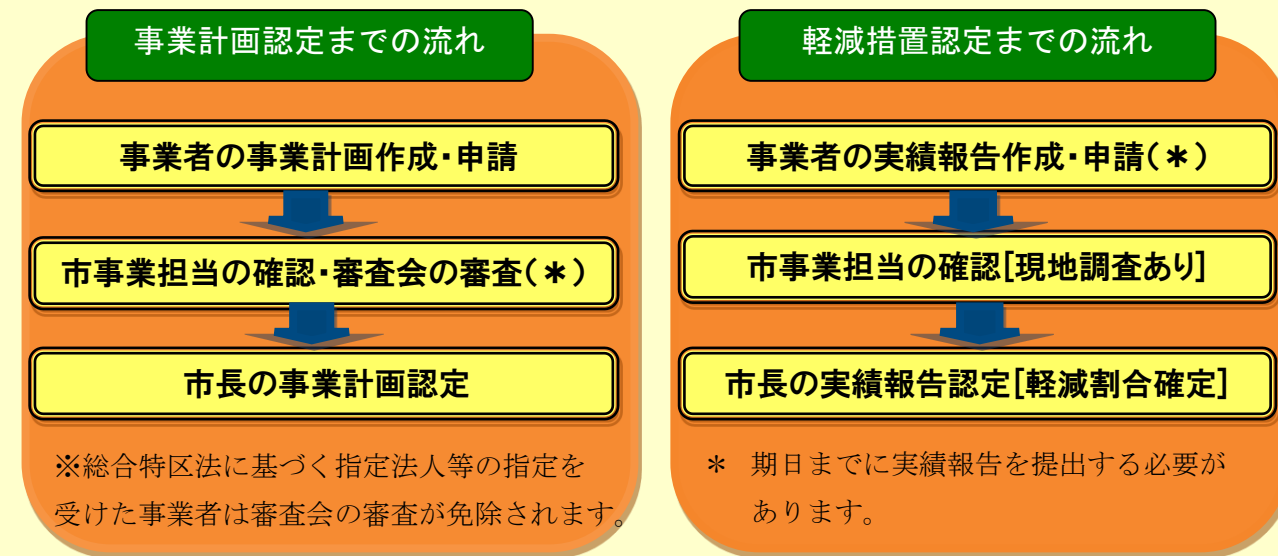 事業計画認定までの流れ
事業者の事業計画作成・申請
市事業担当の確認・審査会の審査(＊)
市長の事業計画認定
※総合特区法に基づく指定法人等の指定を
受けた事業者は審査会の審査が免除されます。
軽減措置認定までの流れ
事業者の実績報告作成・申請(＊)
市事業担当の確認[現地調査あり]
市長の実績報告認定[軽減割合確定]
＊ 期日までに実績報告を提出する必要が
あります。